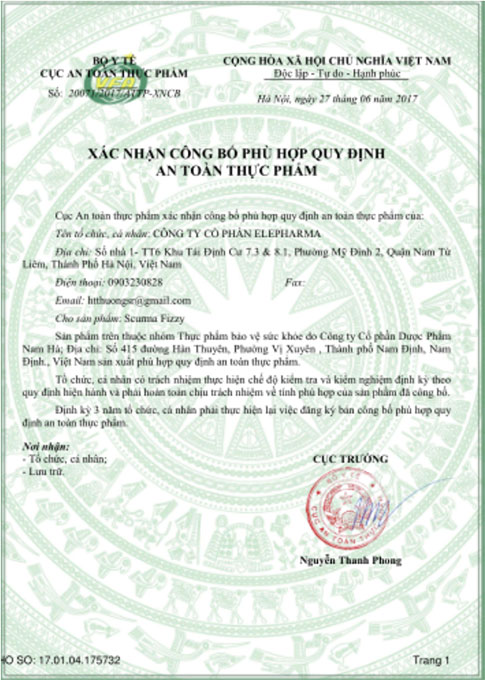 BỘ Y TẾ
CỤC AN TOÀN THỰC PHẨM
Số:
VFA
CỘNG HÒA XÃ HỘI CHỦ NGHĨA VIỆT NAM
Độc lập - Tự do - Hạnh phúc
Hà Nội, ngày 27 tháng 06 năm 2017
XÁC NHẬN CÔNG BỐ PHÙ HỢP QUY ĐỊNH
AN TOÀN THỰC PHẨM
Cục An toàn thực phẩm xác nhận công bố phù hợp quy định an toàn thực phẩm của:
Tên tổ chức, cá nhân: CÔNG TY CỔ PHẦN ELEPHARMA
Địa chỉ: Số nhà 1- TT6 Khu Tái Định Cư 7.3 & 8.1, Phường Mỹ Đình 2, Quận Nam Từ
Liêm, Thành Phố Hà Nội, Việt Nam
Điện thoại: 0903230828 Fax:
Email: htthuongsr@gmail.com
Cho sản phẩm: Scurma Fizzy
Sản phẩm trên thuộc nhóm Thực phẩm bảo vệ sức khỏe do Công ty Cổ phần Dược Phẩm
Nam Hà; Địa chỉ: Số 415 đường Hàn Thuyên, Phường Vị Xuyên , Thành phố Nam Định, Nam
Định., Việt Nam sản xuất phù hợp quy định an toàn thực phẩm.
Tổ chức, cá nhân có trách nhiệm thực hiện chế độ kiểm tra và kiểm nghiệm định kỳ theo
quy định hiện hành và phải hoàn toàn chịu trách nhiệm về tính phù hợp của sản phẩm đã công bố.
Định kỳ 3 năm tổ chức, cá nhân phải thực hiện lại việc đăng ký bản công bố phù hợp quy
định an toàn thực phẩm.
Nơi nhận:
- Tổ chức, cá nhân;
- Lưu trữ.
CỤC TRƯỞNG
BỘ Y TẾ
CỤC AN TOÀN THỰC
Nguyễn Thanh Phong
HO SO: 17.01.04.175732
Trang 1